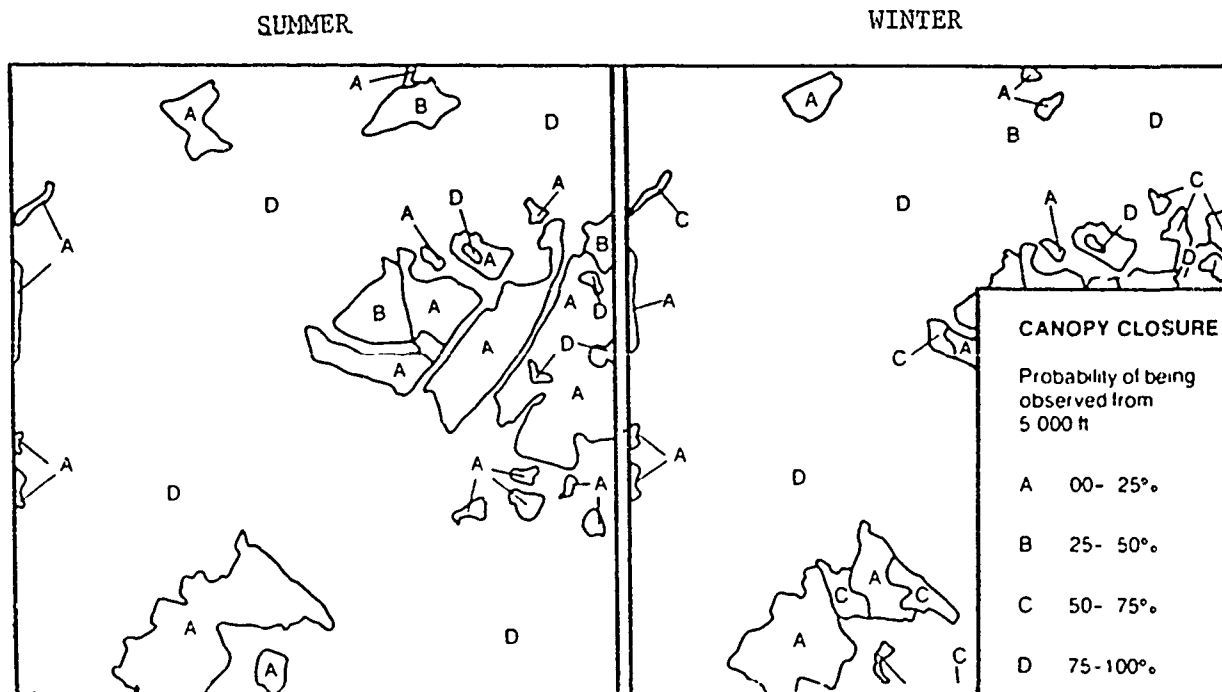 SUMMER
A
A
B
D
D
A
D
A
A
A
B
A
A
B
A
D
A
D
A
A
A
A
A
D
A
D
A
WINTER
A
A
B
D
C
C
A
D
D
D
A
C
A
A
D
A
C
C
A
C
CANOPY CLOSURE
Probability of being
observed from
5 000 ft
A 00- 25%
B 25- 50%
C 50- 75%
D 75-100%